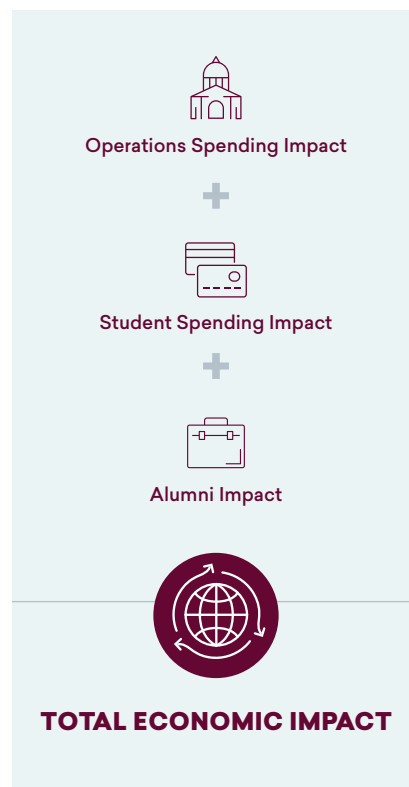 Operations Spending Impact
+
Student Spending Impact
+
Alumni Impact
TOTAL ECONOMIC IMPACT